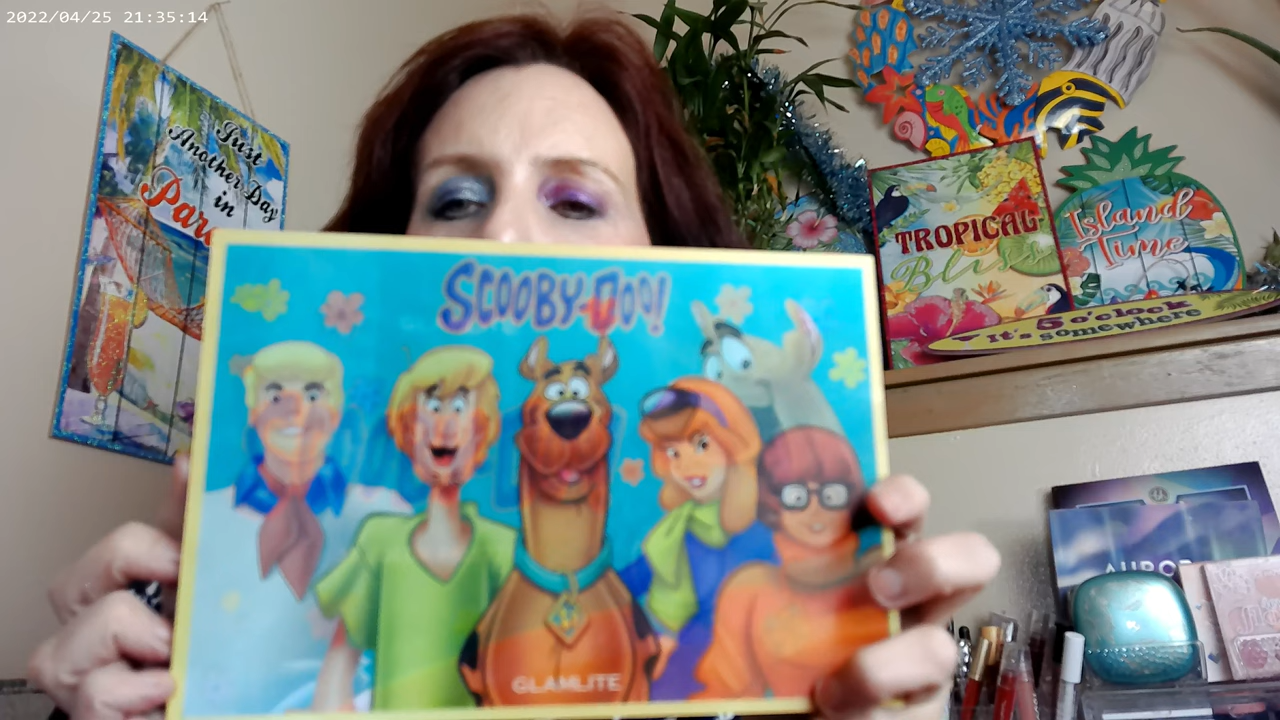 2022/04/25 21:35:14
Just
Another Day
in
SCOOBY-DOO!
GLAMLITE
TROPICAL
Bliss
Island
Time
it's 5 o'clock
somewhere